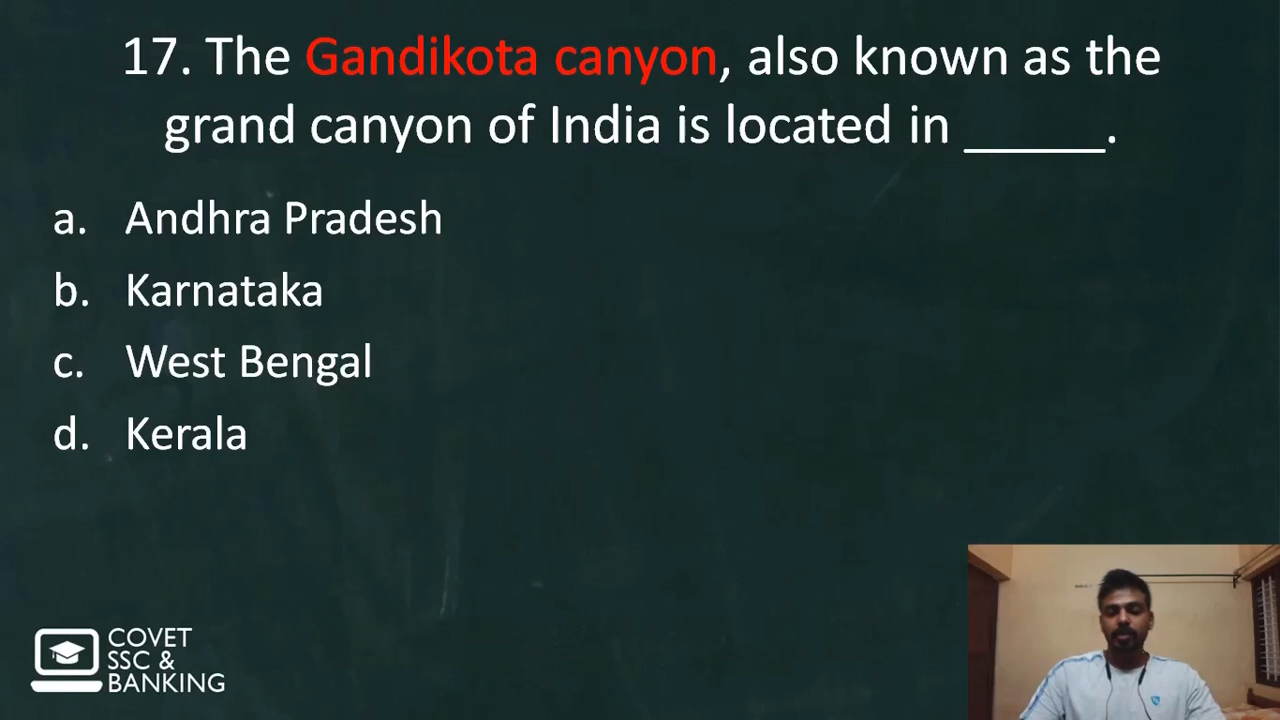 17. The Gandikota canyon, also known as the
grand canyon of India is located in _____.
a. Andhra Pradesh
b. Karnataka
c. West Bengal
d. Kerala
COVET
SSC &
BANKING